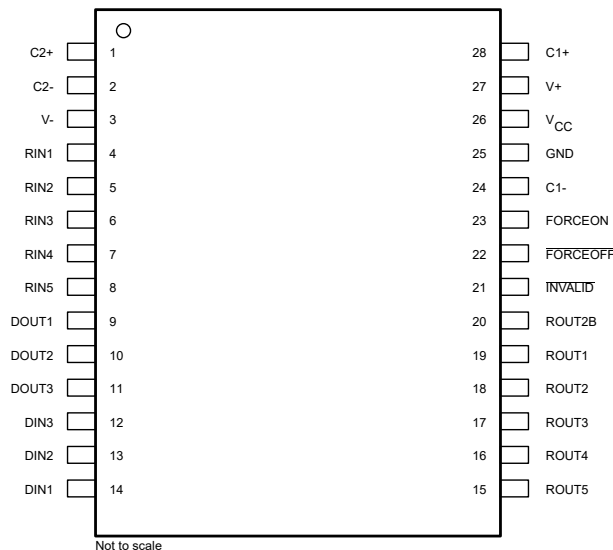 C2+ 1 28 C1+
C2- 2 27 V+
V- 3 26 VCC
RIN1 4 25 GND
RIN2 5 24 C1-
RIN3 6 23 FORCEON
RIN4 7 22 FORCEOFF
RIN5 8 21 INVALID
DOUT1 9 20 ROUT2B
DOUT2 10 19 ROUT1
DOUT3 11 18 ROUT2
DIN3 12 17 ROUT3
DIN2 13 16 ROUT4
DIN1 14 15 ROUT5
Not to scale